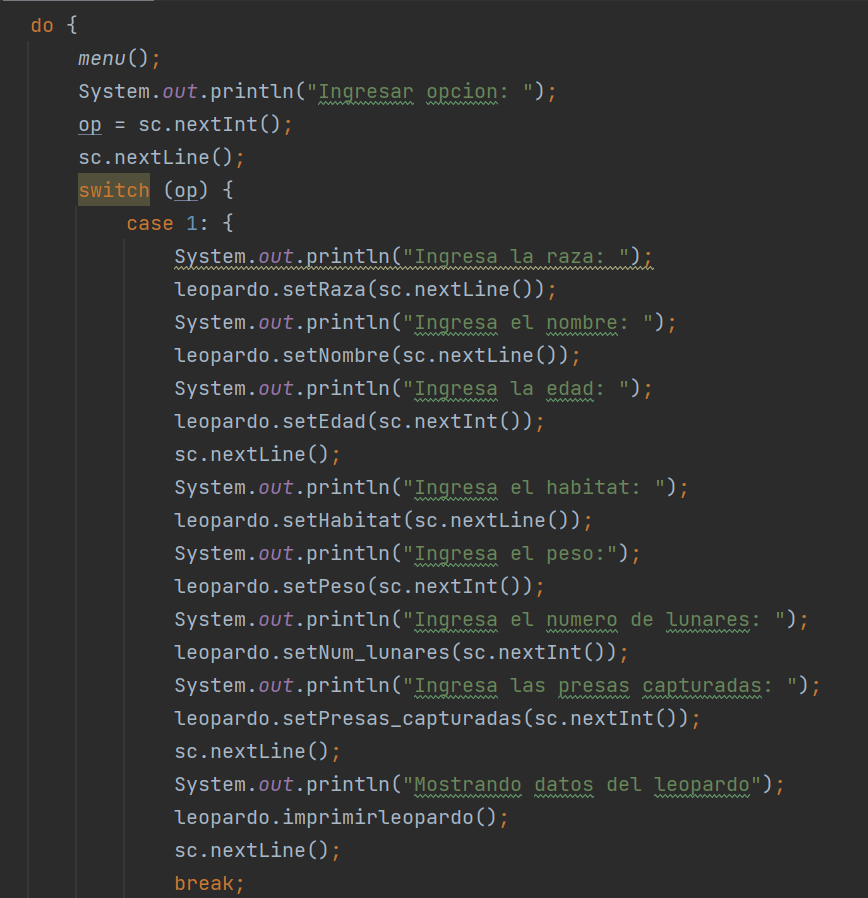 do {
menu();
System.out.println("Ingresar opcion: ");
op = sc.nextInt();
sc.nextLine();
switch (op) {
case 1: {
System.out.println("Ingresa la raza: ");
leopardo.setRaza(sc.nextLine());
System.out.println("Ingresa el nombre: ");
leopardo.setNombre(sc.nextLine());
System.out.println("Ingresa la edad: ");
leopardo.setEdad(sc.nextInt());
sc.nextLine();
System.out.println("Ingresa el habitat: ");
leopardo.setHabitat(sc.nextLine());
System.out.println("Ingresa el peso:");
leopardo.setPeso(sc.nextInt());
System.out.println("Ingresa el numero de lunares: ");
leopardo.setNum_lunares(sc.nextInt());
System.out.println("Ingresa las presas capturadas: ");
leopardo.setPresas_capturadas(sc.nextInt());
sc.nextLine();
System.out.println("Mostrando datos del leopardo");
leopardo.imprimirleopardo();
sc.nextLine();
break;